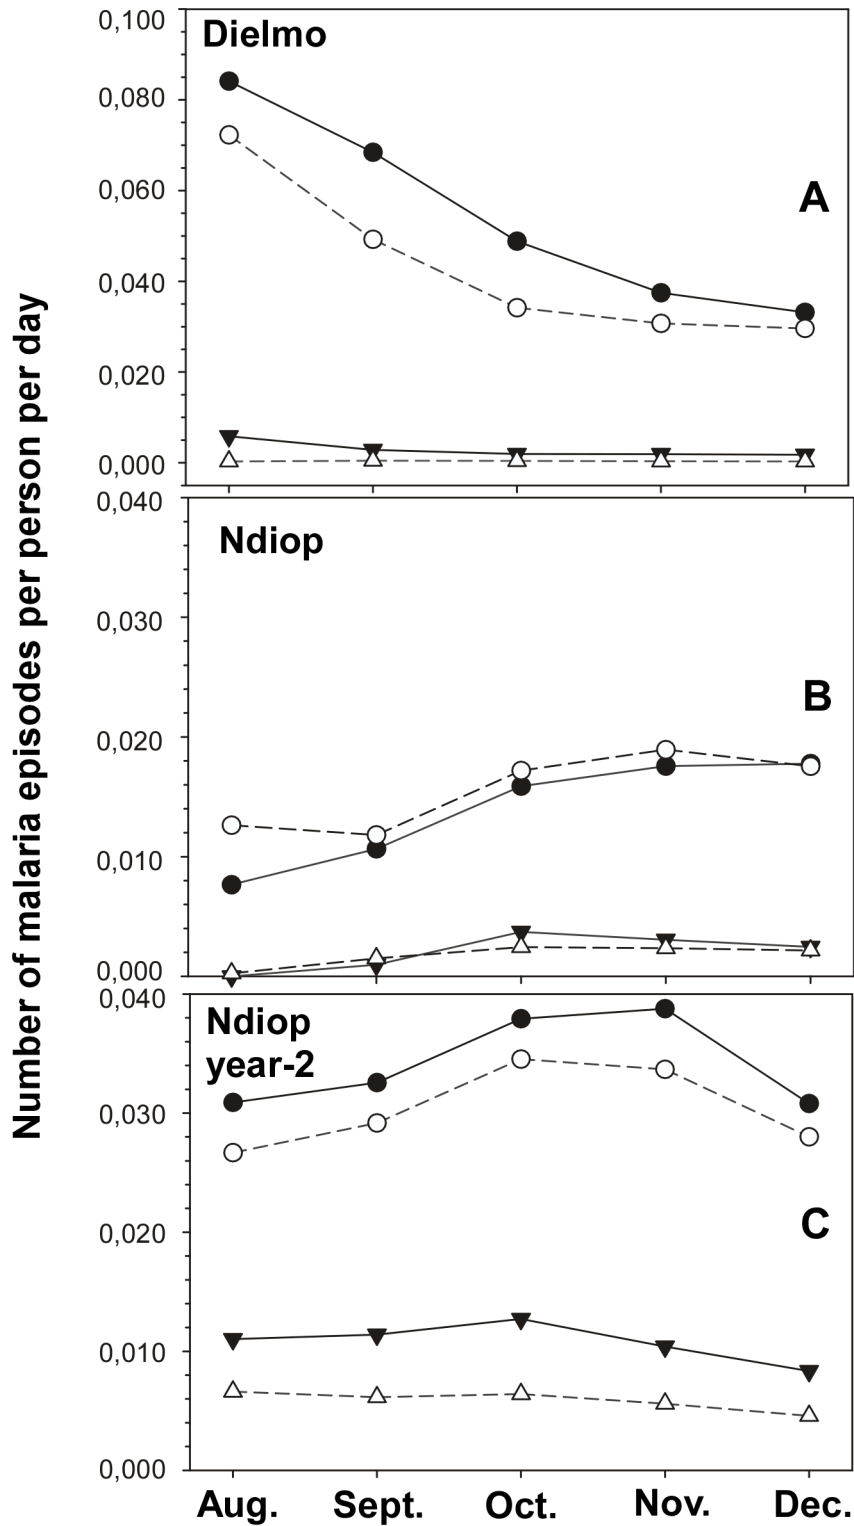 Number of malaria episodes per person per day
0,100
Dielmo
0,080
0,060
A
0,040
0,020
0,000
0,040
Ndiop
0,030
B
0,020
0,010
0,000
0,040
Ndiop
year-2
0,030
C
0,020
0,010
0,000
Aug. Sept. Oct. Nov. Dec.